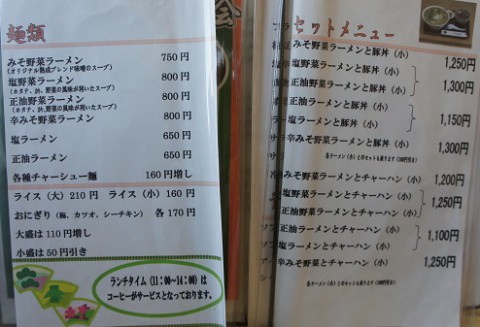 麺類
みそ野菜ラーメン 750円
(オリジナル熟成ブレンド味噌のスープ)
塩野菜ラーメン 800円
正油野菜ラーメン 800円
辛みそ野菜ラーメン 800円
塩ラーメン 650円
正油ラーメン 650円
各種チャーシュー麺 160円増し
ライス(大) 210円 ライス(小) 160円
おにぎり(梅、カツオ、シーチキン) 各170円
大盛は110円増し
小盛は50円引き
ランチタイム(11:00~14:00)は
コーヒーがサービスとなっております。
セットメニュー
みそ野菜ラーメンと豚丼(小) 1,250円
塩野菜ラーメンと豚丼(小)
正油野菜ラーメンと豚丼(小) 1,300円
正油ラーメンと豚丼(小)
塩ラーメンと豚丼(小) 1,150円
辛みそ野菜ラーメンと豚丼(小) 1,300円
みそ野菜ラーメンとチャーハン(小) 1,200円
塩野菜ラーメンとチャーハン(小)
正油野菜ラーメンとチャーハン(小) 1,250円
正油ラーメンとチャーハン(小)
塩ラーメンとチャーハン(小) 1,100円
辛みそ野菜とチャーハン(小) 1,250円